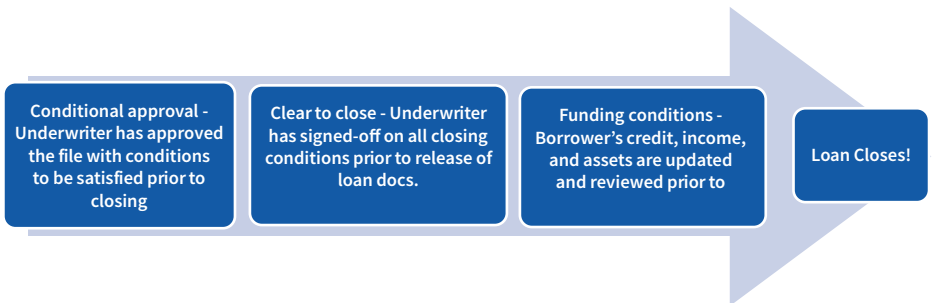 Conditional approval -
Underwriter has approved
the file with conditions
to be satisfied prior to
closing
Clear to close - Underwriter
has signed-off on all closing
conditions prior to release of
loan docs.
Funding conditions -
Borrower's credit, income,
and assets are updated
and reviewed prior to
Loan Closes!